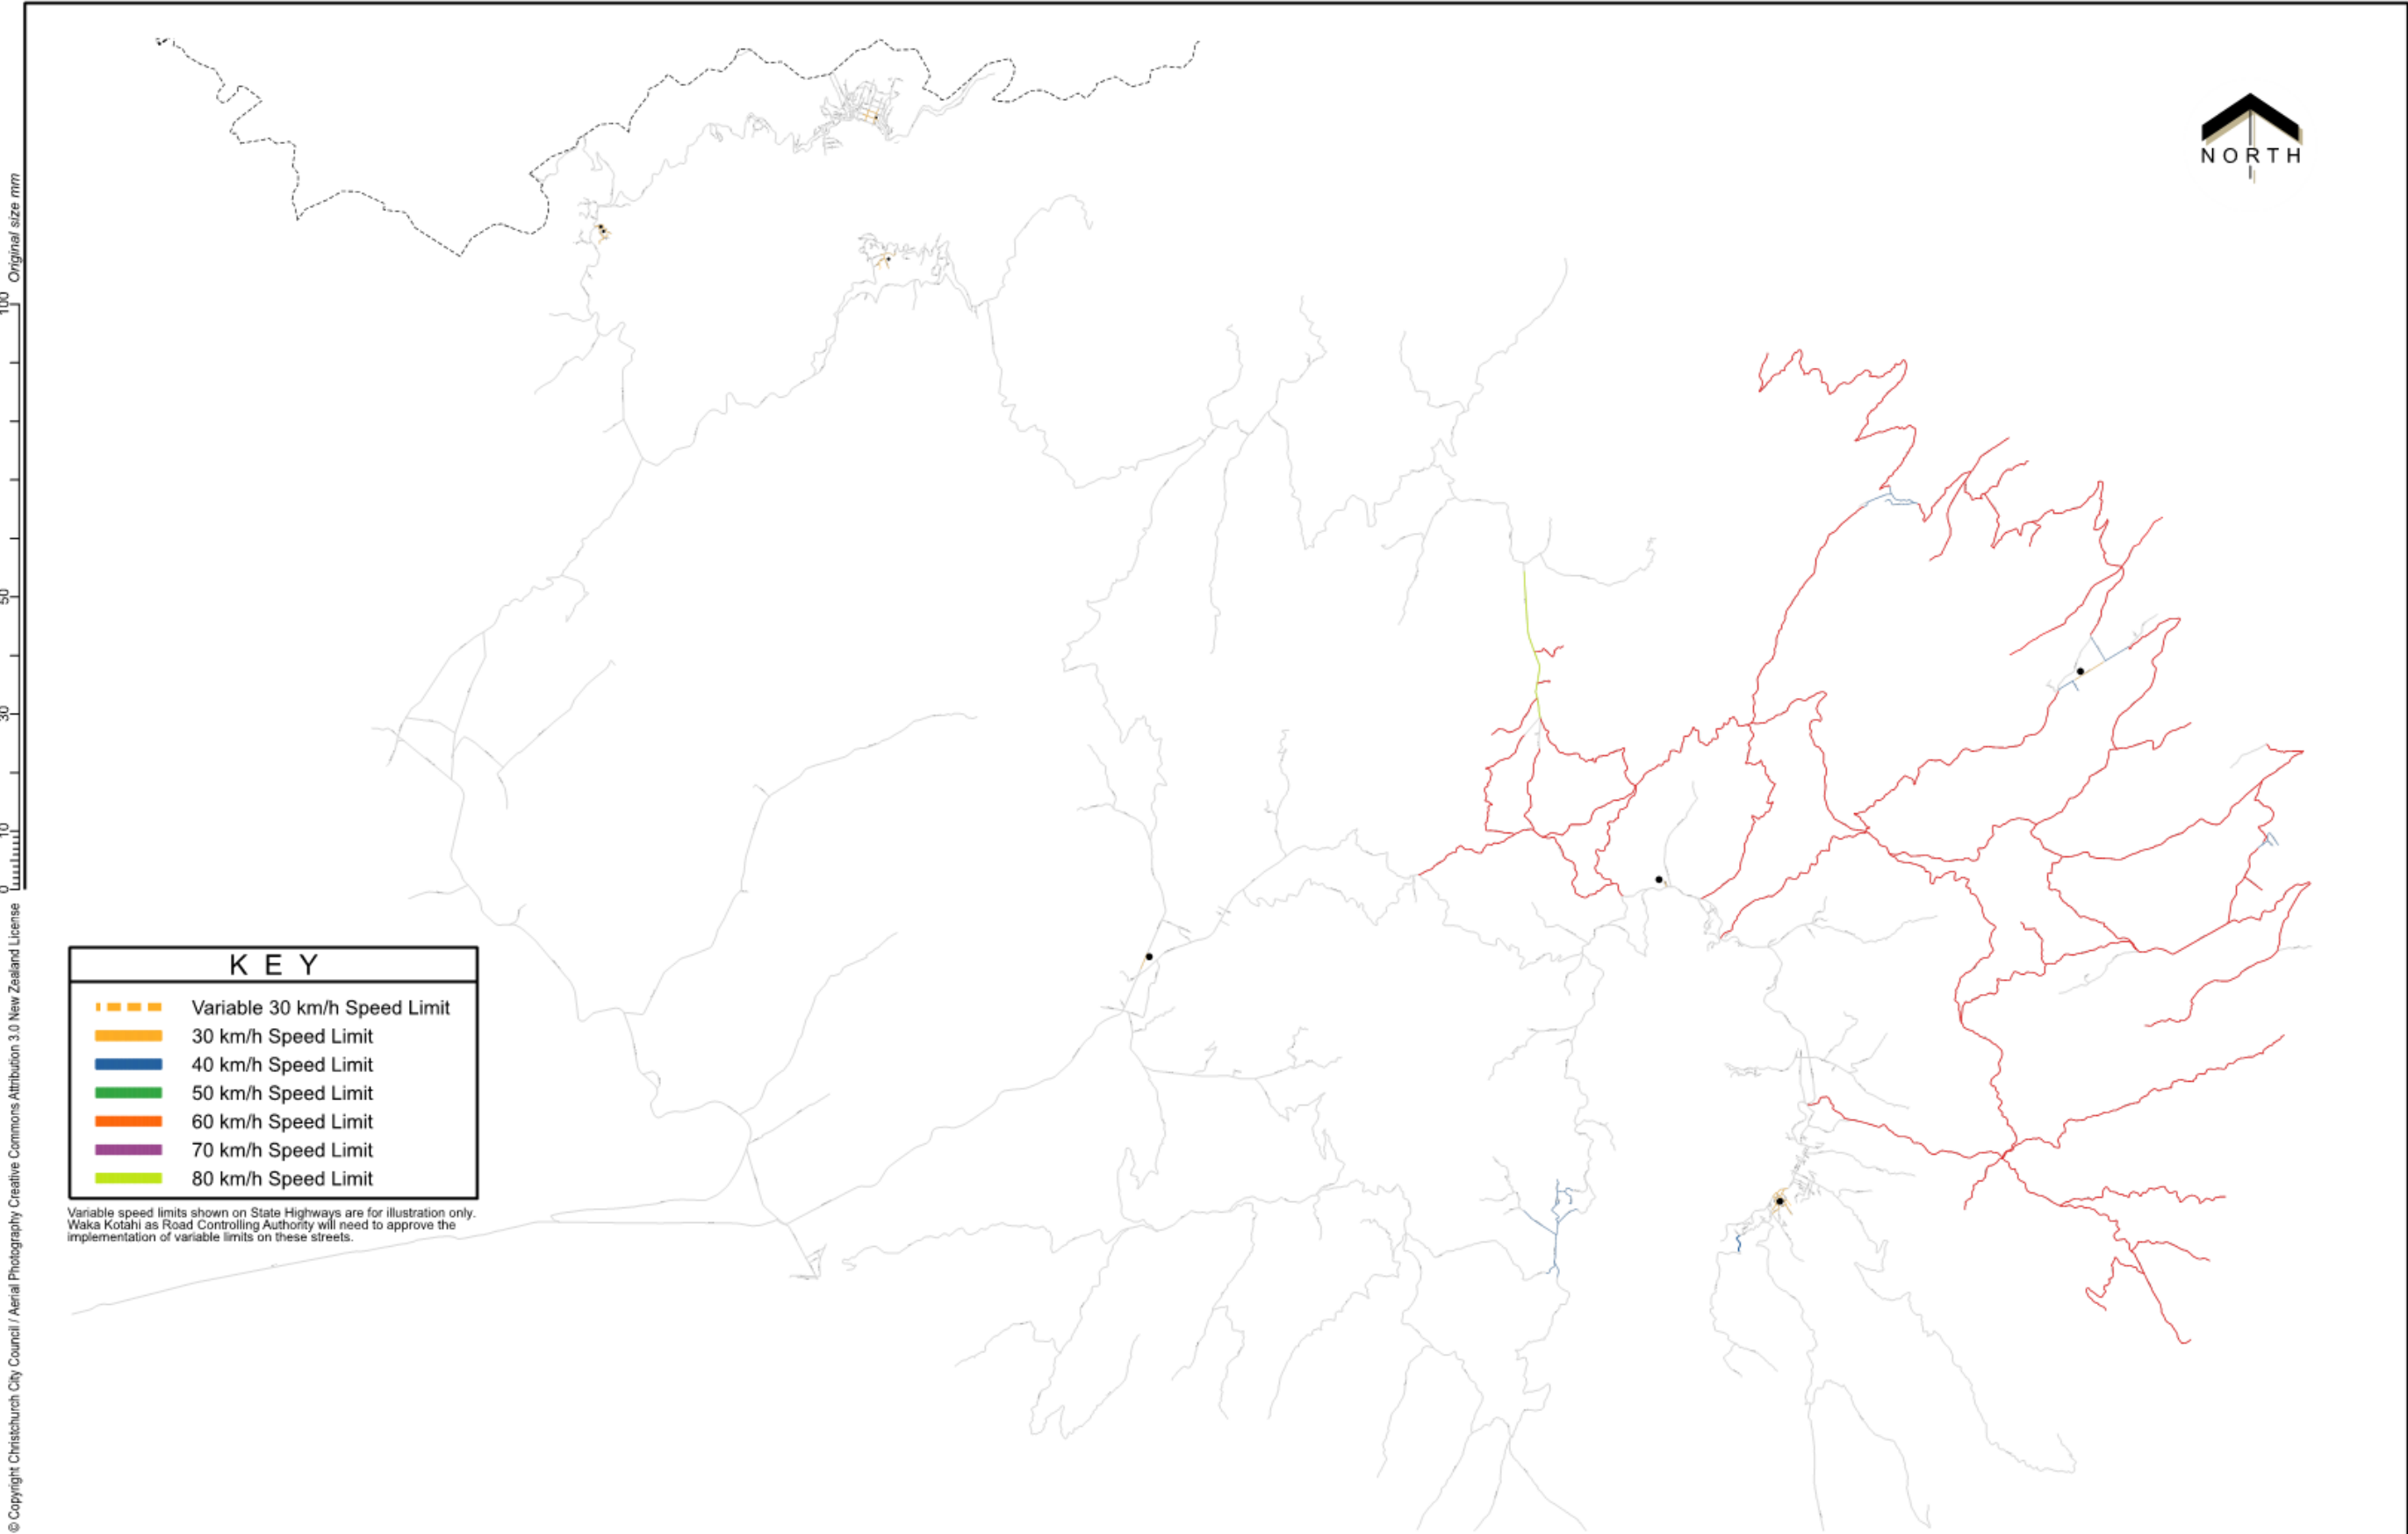 NORTH
Original size mm
100
50
30
10
0
© Copyright Christchurch City Council / Aerial Photography Creative Commons Attribution 3.0 New Zealand License
KEY
Variable 30 km/h Speed Limit
30 km/h Speed Limit
40 km/h Speed Limit
50 km/h Speed Limit
60 km/h Speed Limit
70 km/h Speed Limit
80 km/h Speed Limit
Variable speed limits shown on State Highways are for illustration only.
Waka Kotahi as Road Controlling Authority will need to approve the
implementation of variable limits on these streets.